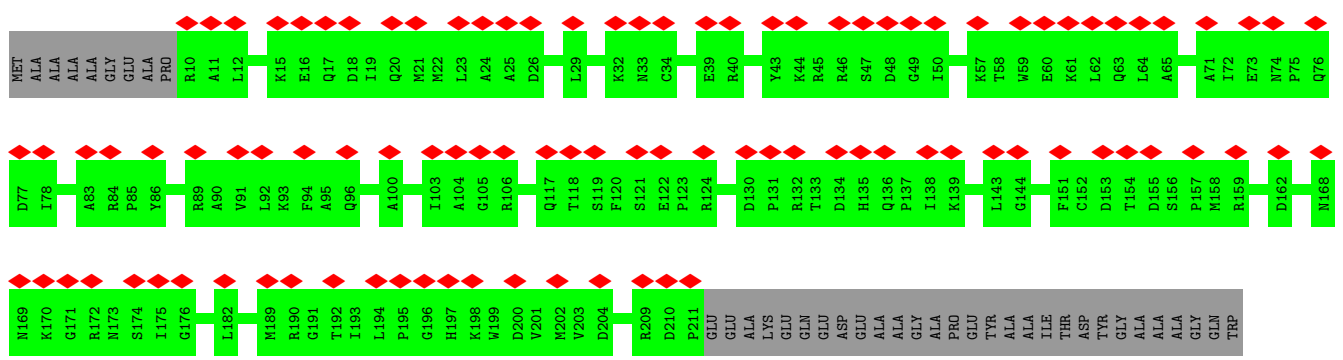 MET ALA ALA ALA ALA GLY GLU ALA PRO R10 A11 L12 K15 E16 Q17 D18 I19 Q20 M21 M22 L23 A24 A25 D26 L29 K32 N33 C34 E39 R40 Y43 K44 R45 R46 S47 D48 G49 I50 K57 T58 W59 E60 K61 L62 Q63 L64 A65 A71 I72 E73 N74 P75 Q76
D77 I78 A83 R84 P85 Y86 R89 A90 V91 L92 K93 F94 A95 Q96 A100 I103 A104 G105 R106 Q117 T118 S119 F120 S121 E122 P123 R124 D130 P131 R132 T133 D134 H135 Q136 P137 I138 K139 L143 G144 F151 C152 D153 T154 D155 S156 P157 M158 R159 D162 N168
N169 K170 G171 R172 N173 S174 I175 G176 L182 M189 R190 G191 T192 I193 L194 P195 G196 H197 K198 W199 D200 V201 M202 V203 D204 R209 D210 P211 GLU GLU ALA LYS GLU GLN GLU ASP GLU ALA ALA GLY ALA PRO GLU TYR ALA ALA ILE THR ASP TYR GLY ALA ALA ALA GLY GLN TRP